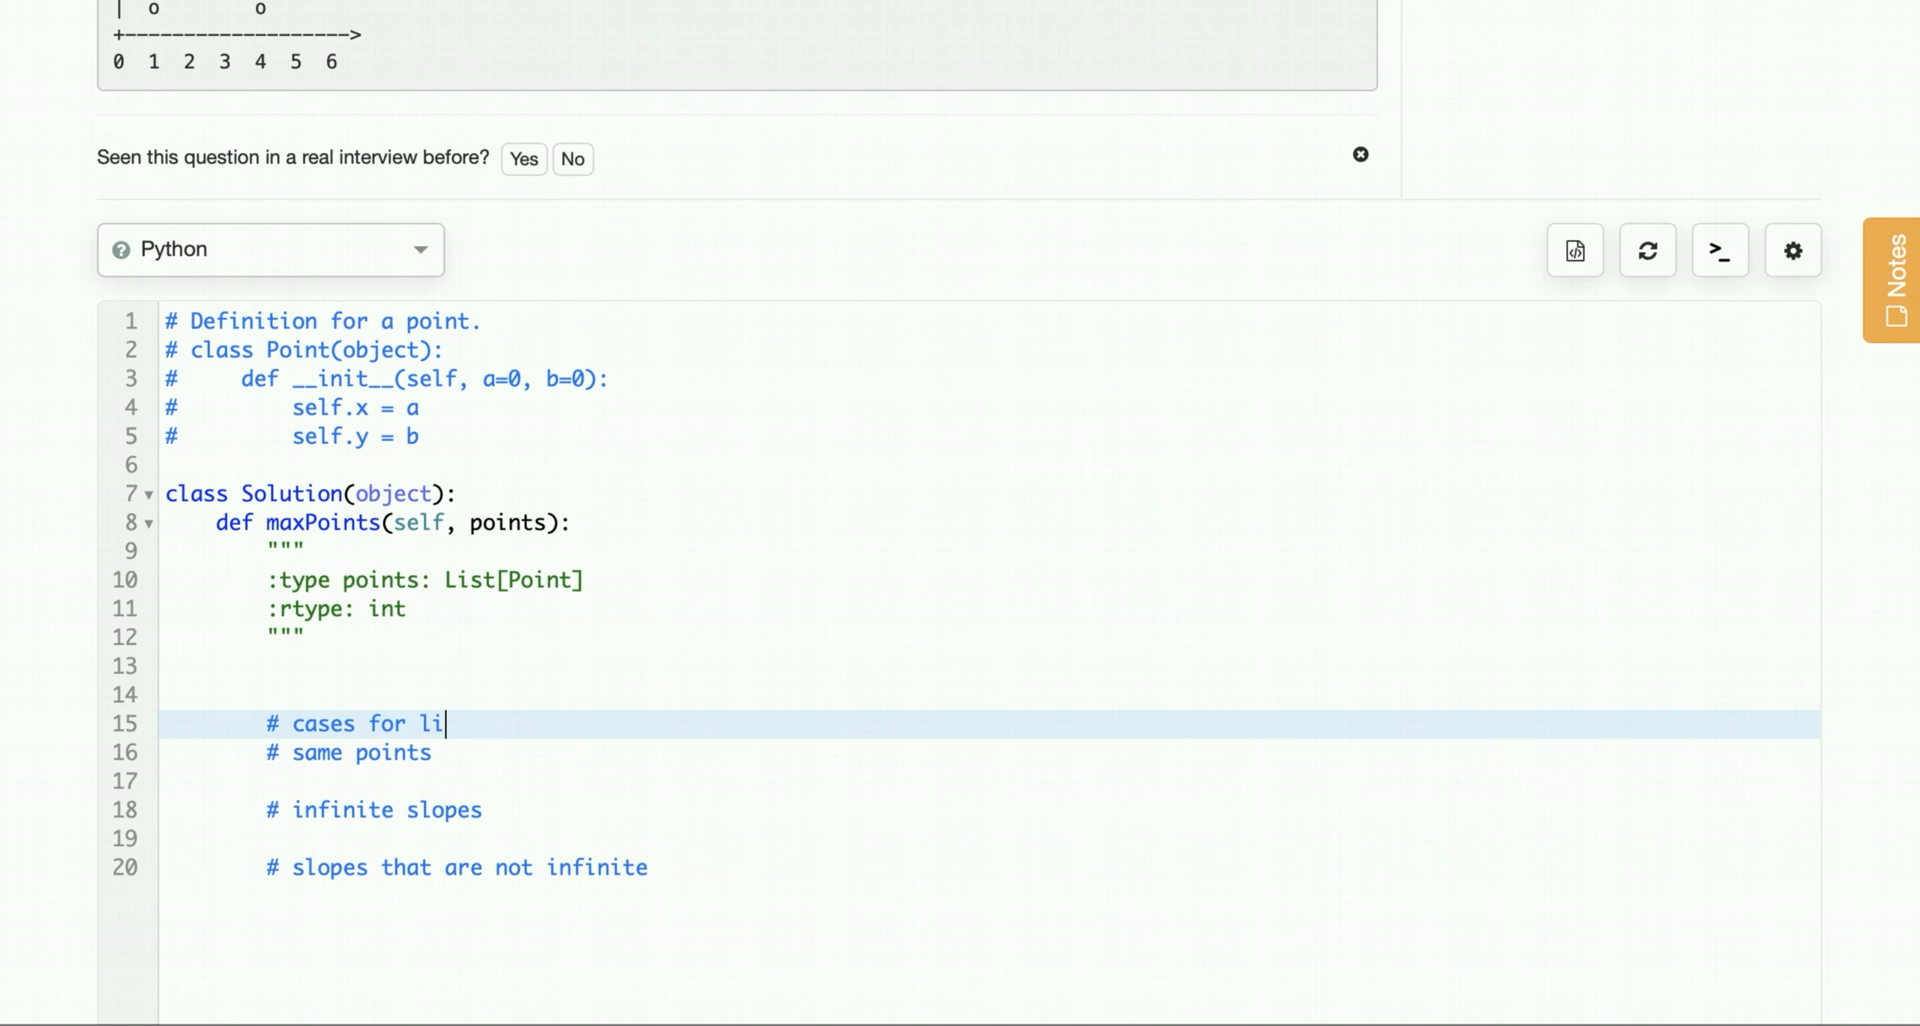 | o o
+------------------->
0 1 2 3 4 5 6
Seen this question in a real interview before? Yes No
Python
Notes
1 # Definition for a point.
2 # class Point(object):
3 #     def __init__(self, a=0, b=0):
4 #         self.x = a
5 #         self.y = b
6
7 class Solution(object):
8     def maxPoints(self, points):
9         """
10         :type points: List[Point]
11         :rtype: int
12         """
13
14
15         # cases for li
16         # same points
17
18         # infinite slopes
19
20         # slopes that are not infinite